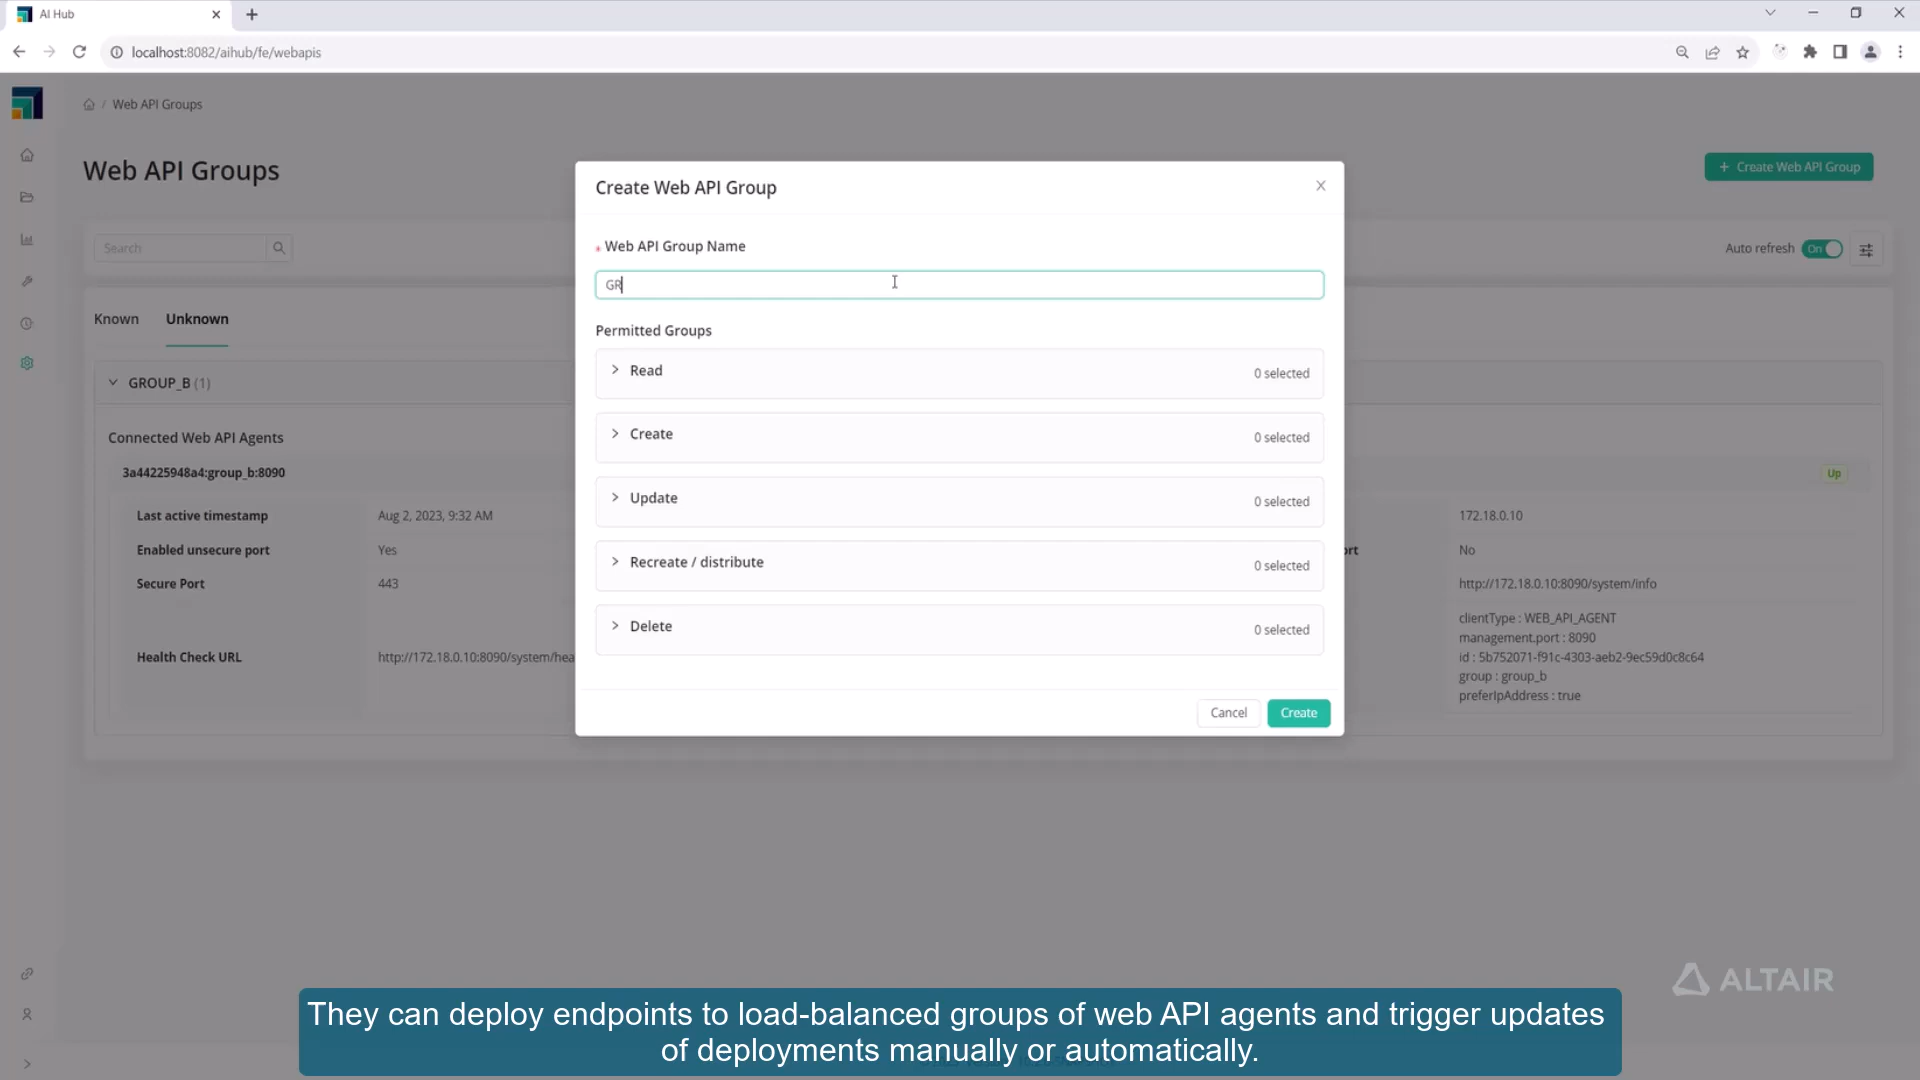 AI Hub
localhost:8082/aihub/fe/webapis
/ Web API Groups
Web API Groups
+ Create Web API Group
Search
Auto refresh On
Known Unknown
GROUP_B (1)
Connected Web API Agents
3a44225948a4:group_b:8090
Up
Last active timestamp Aug 2, 2023, 9:32 AM
172.18.0.10
Enabled unsecure port Yes
ort No
Secure Port 443
http://172.18.0.10:8090/system/info
Health Check URL http://172.18.0.10:8090/system/hea
clientType : WEB_API_AGENT
management.port : 8090
id : 5b752071-f91c-4303-aeb2-9ec59d0c8c64
group : group_b
preferIpAddress : true
Create Web API Group
* Web API Group Name
GR
Permitted Groups
Read 0 selected
Create 0 selected
Update 0 selected
Recreate / distribute 0 selected
Delete 0 selected
Cancel Create
ALTAIR
They can deploy endpoints to load-balanced groups of web API agents and trigger updates
of deployments manually or automatically.